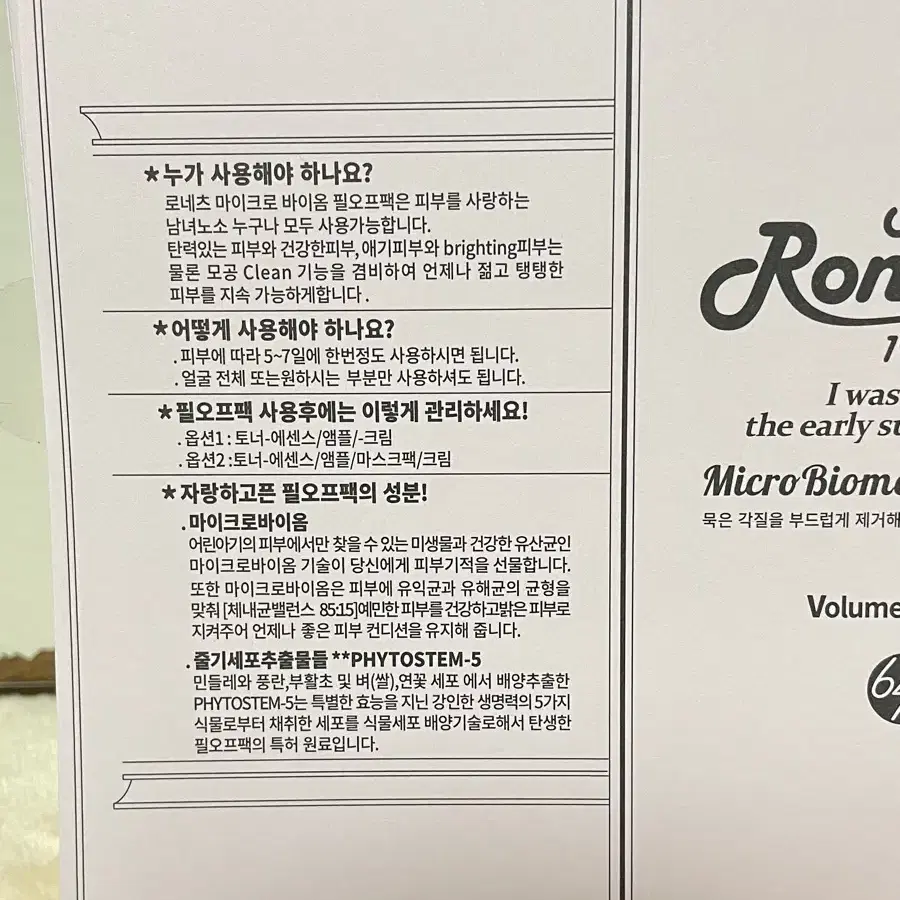 *누가 사용해야 하나요?
로네츠 마이크로 바이옴 필오프팩은 피부를 사랑하는
남녀노소 누구나 모두 사용가능합니다.
탄력있는 피부와 건강한피부, 애기피부와 brighting피부는
물론 모공 Clean 기능을 겸비하여 언제나 젊고 탱탱한
피부를 지속 가능하게합니다.
*어떻게 사용해야 하나요?
. 피부에 따라 5~7일에 한번정도 사용하시면 됩니다.
. 얼굴 전체 또는원하시는 부분만 사용하셔도 됩니다.
*필오프팩 사용후에는 이렇게 관리하세요!
. 옵션1 : 토너-에센스/앰플/-크림
. 옵션2 :토너-에센스/앰플/마스크팩/크림
*자랑하고픈 필오프팩의 성분!
. 마이크로바이옴
어린아기의 피부에서만 찾을 수 있는 미생물과 건강한 유산균인
마이크로바이옴 기술이 당신에게 피부기적을 선물합니다.
또한 마이크로바이옴은 피부에 유익균과 유해균의 균형을
맞춰 [체내균밸런스 85:15]예민한 피부를 건강하고밝은 피부로
지켜주어 언제나 좋은 피부 컨디션을 유지해 줍니다.
. 줄기세포추출물들 **PHYTOSTEM-5
민들레와 풍란,부활초 및 벼(쌀),연꽃 세포 에서 배양추출한
PHYTOSTEM-5는 특별한 효능을 지닌 강인한 생명력의 5가지
식물로부터 채취한 세포를 식물세포 배양기술로해서 탄생한
필오프팩의 특허 원료입니다.
Ron
I was
the early su
MicroBiome
묵은 각질을 부드럽게 제거해
Volume